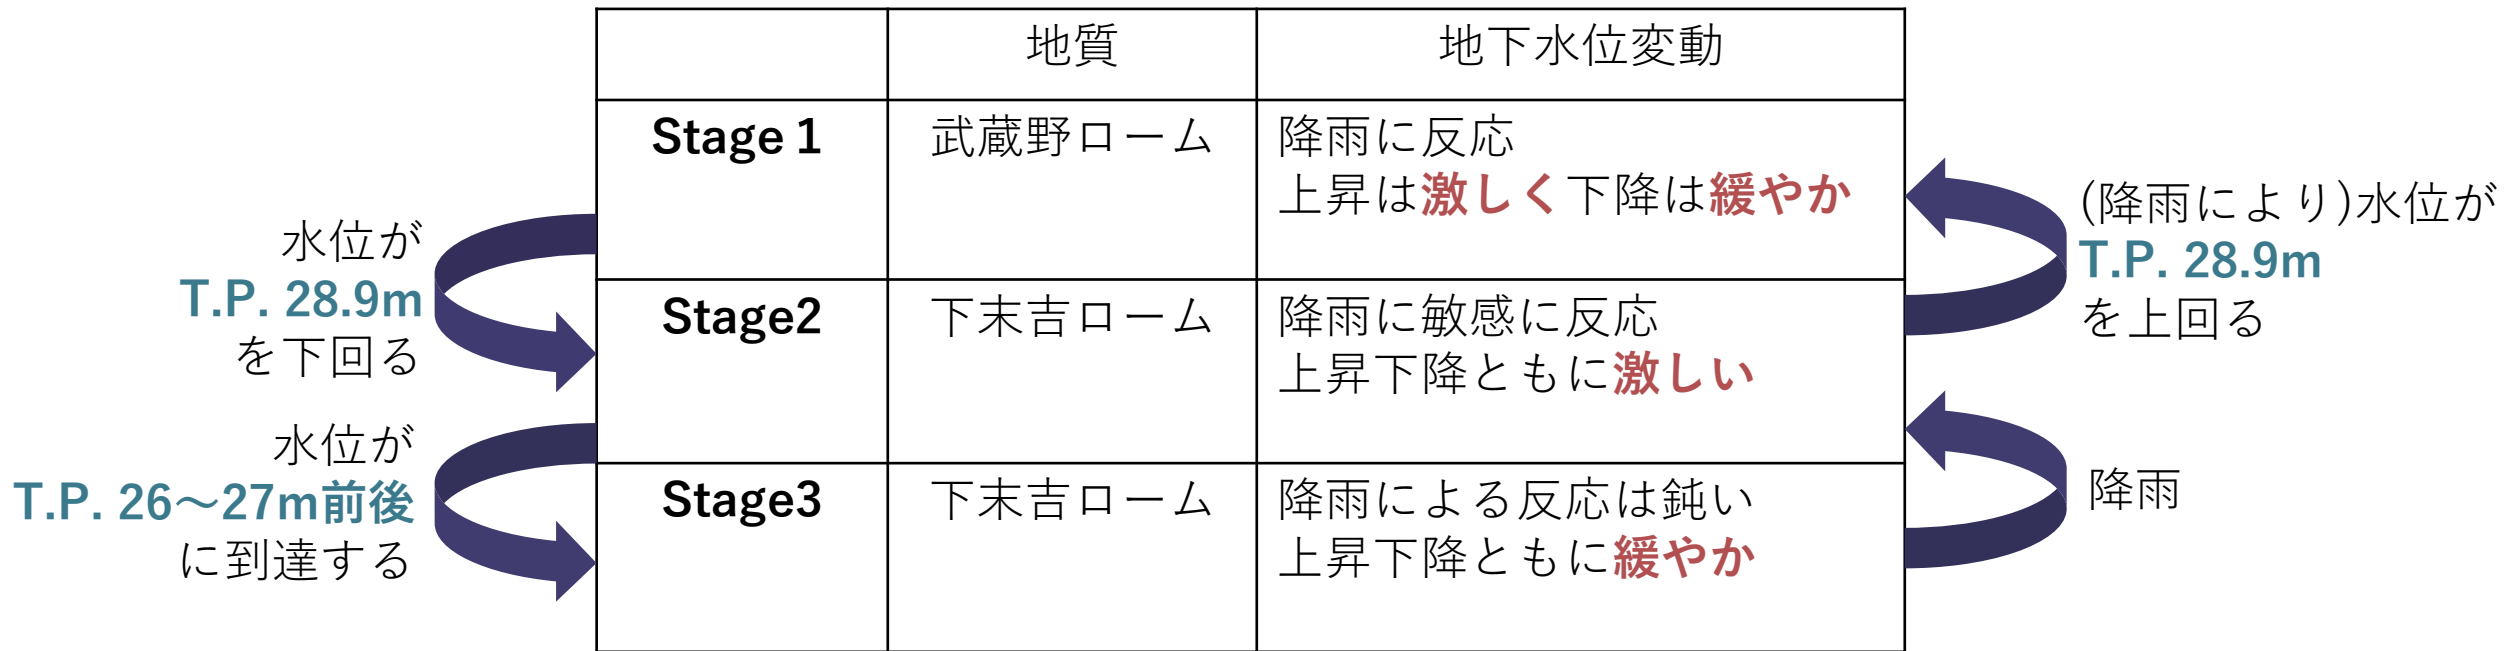 地質
地下水位変動
Stage 1
武蔵野ローム
降雨に反応
上昇は激しく下降は緩やか
Stage2
下末吉ローム
降雨に敏感に反応
上昇下降ともに激しい
Stage3
下末吉ローム
降雨による反応は鈍い
上昇下降ともに緩やか
水位が
T.P. 28.9m
を下回る
水位が
T.P. 26～27m前後
に到達する
(降雨により)水位が
T.P. 28.9m
を上回る
降雨